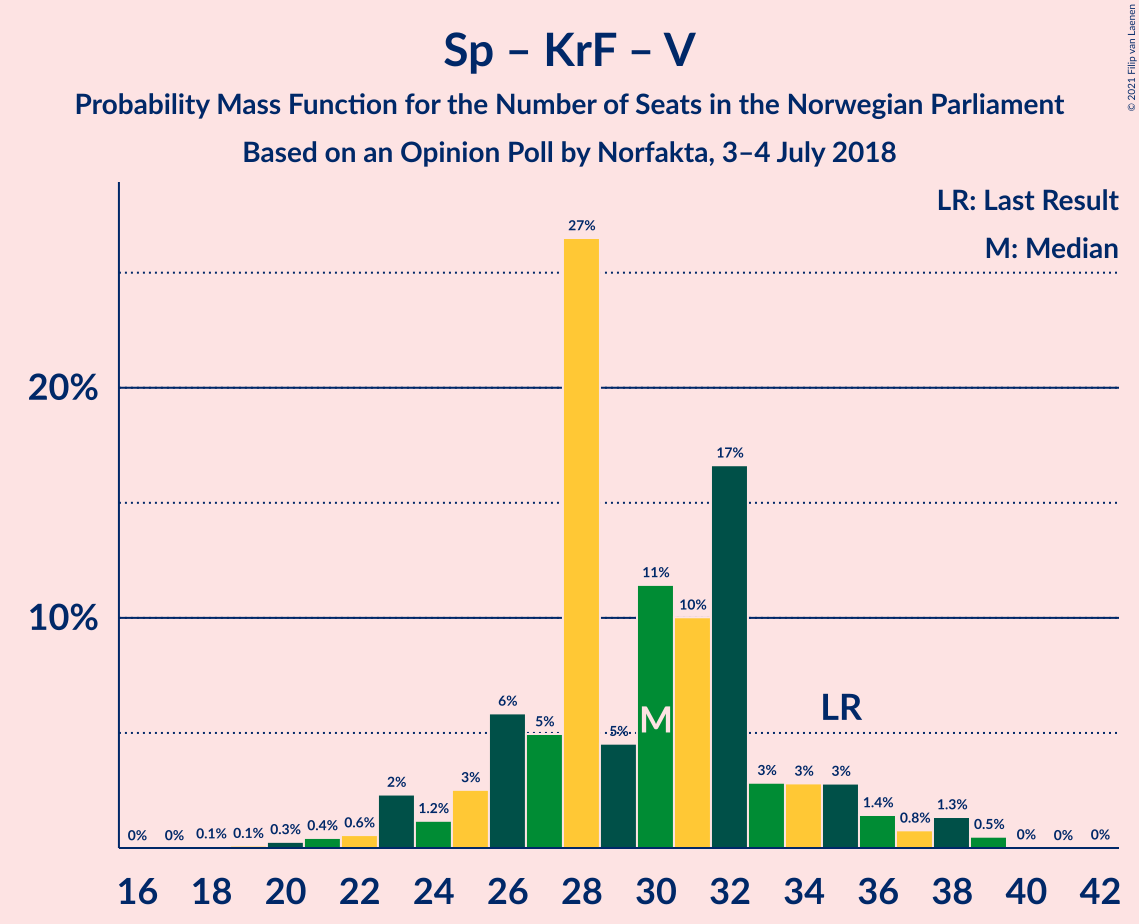 © 2021 Filip van Laenen
Sp – KrF – V
Probability Mass Function for the Number of Seats in the Norwegian Parliament
Based on an Opinion Poll by Norfakta, 3–4 July 2018
LR: Last Result
M: Median
20%
10%
0% 0% 0.1% 0.1% 0.3% 0.4% 0.6% 2% 1.2% 3% 6% 5% 27% 5% 11% 10% 17% 3% 3% 3% 1.4% 0.8% 1.3% 0.5% 0% 0% 0%
M
LR
16 18 20 22 24 26 28 30 32 34 36 38 40 42